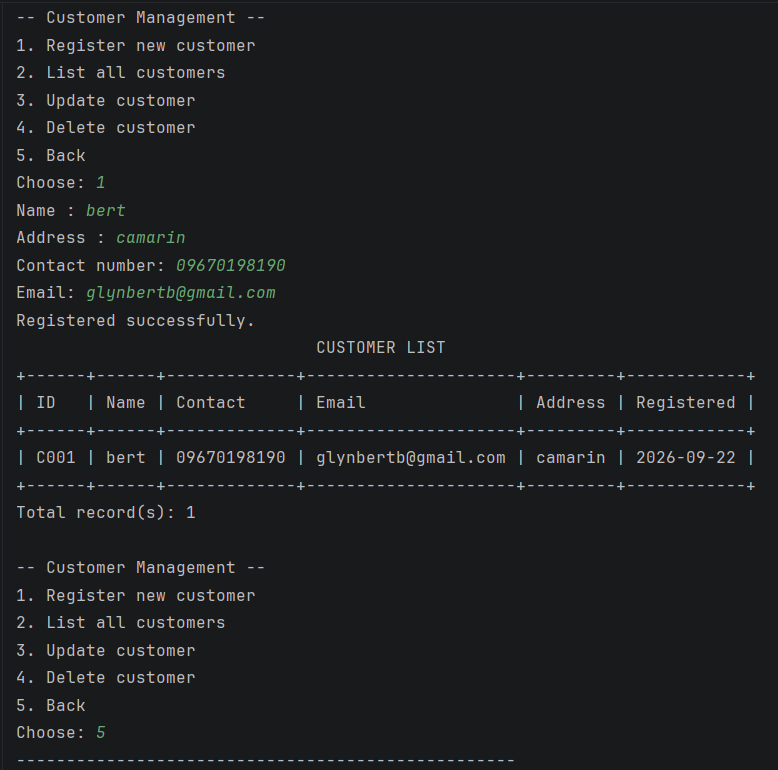 -- Customer Management --
1. Register new customer
2. List all customers
3. Update customer
4. Delete customer
5. Back
Choose: 1
Name : bert
Address : camarin
Contact number: 09670198190
Email: glynbertb@gmail.com
Registered successfully.
                              CUSTOMER LIST
+------+------+-------------+---------------------+---------+------------+
| ID   | Name | Contact     | Email               | Address | Registered |
+------+------+-------------+---------------------+---------+------------+
| C001 | bert | 09670198190 | glynbertb@gmail.com | camarin | 2026-09-22 |
+------+------+-------------+---------------------+---------+------------+
Total record(s): 1

-- Customer Management --
1. Register new customer
2. List all customers
3. Update customer
4. Delete customer
5. Back
Choose: 5
--------------------------------------------------